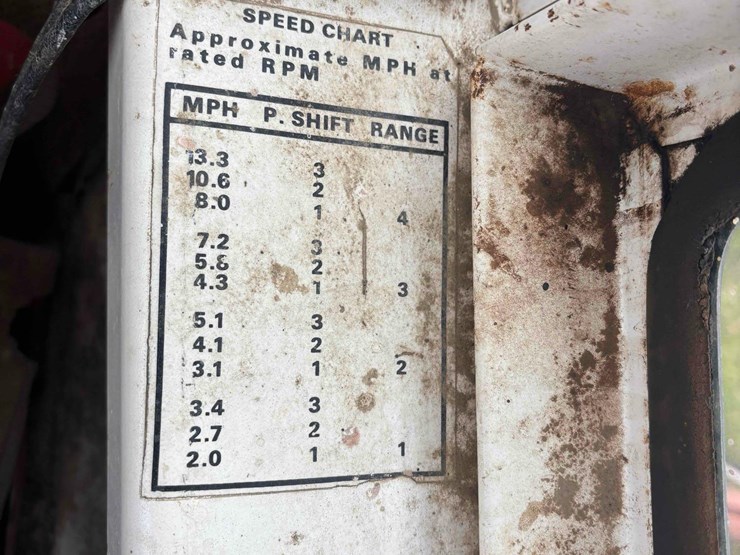 SPEED CHART
Approximate MPH at
rated RPM
MPH P. SHIFT RANGE
13.3 3
10.6 2
8.0 1 4
7.2 3
5.8 2
4.3 1 3
5.1 3
4.1 2
3.1 1 2
3.4 3
2.7 2
2.0 1 1